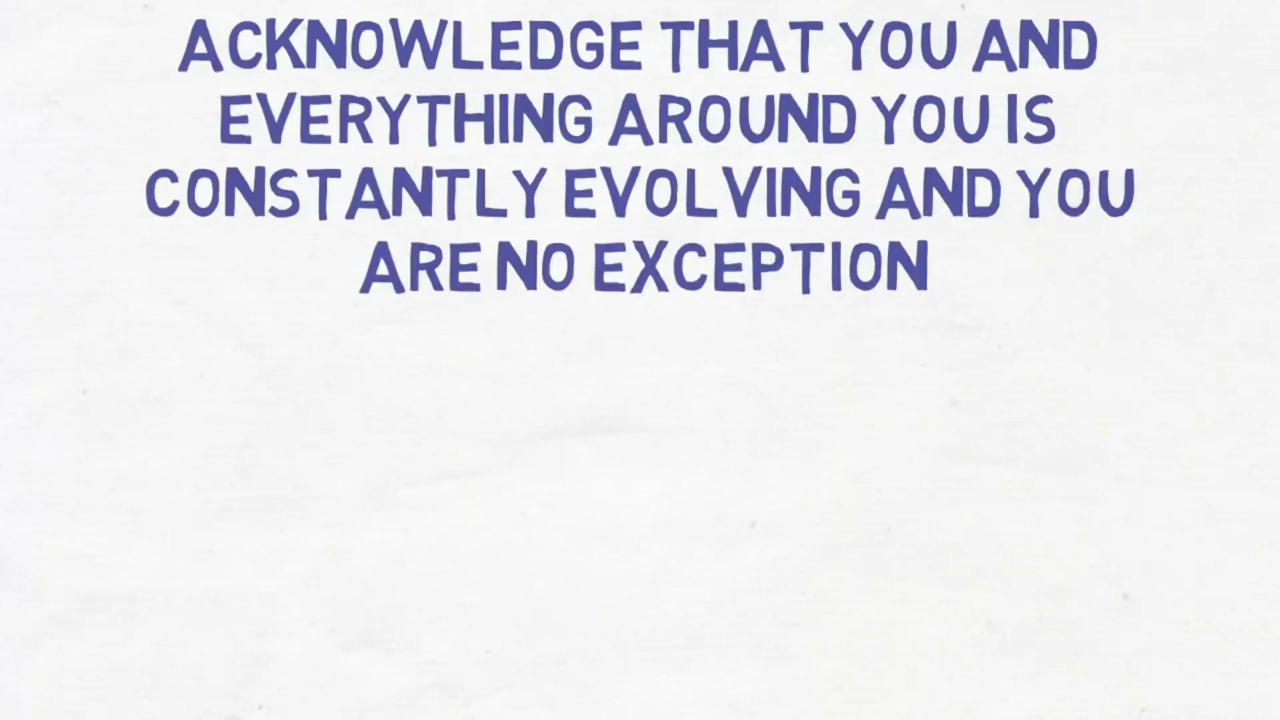 ACKNOWLEDGE THAT YOU AND
EVERYTHING AROUND YOU IS
CONSTANTLY EVOLVING AND YOU
ARE NO EXCEPTION